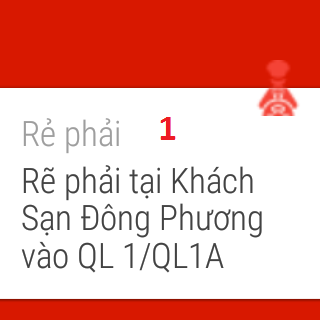 Rẻ phải 1
Rẽ phải tại Khách
Sạn Đông Phương
vào QL 1/QL1A